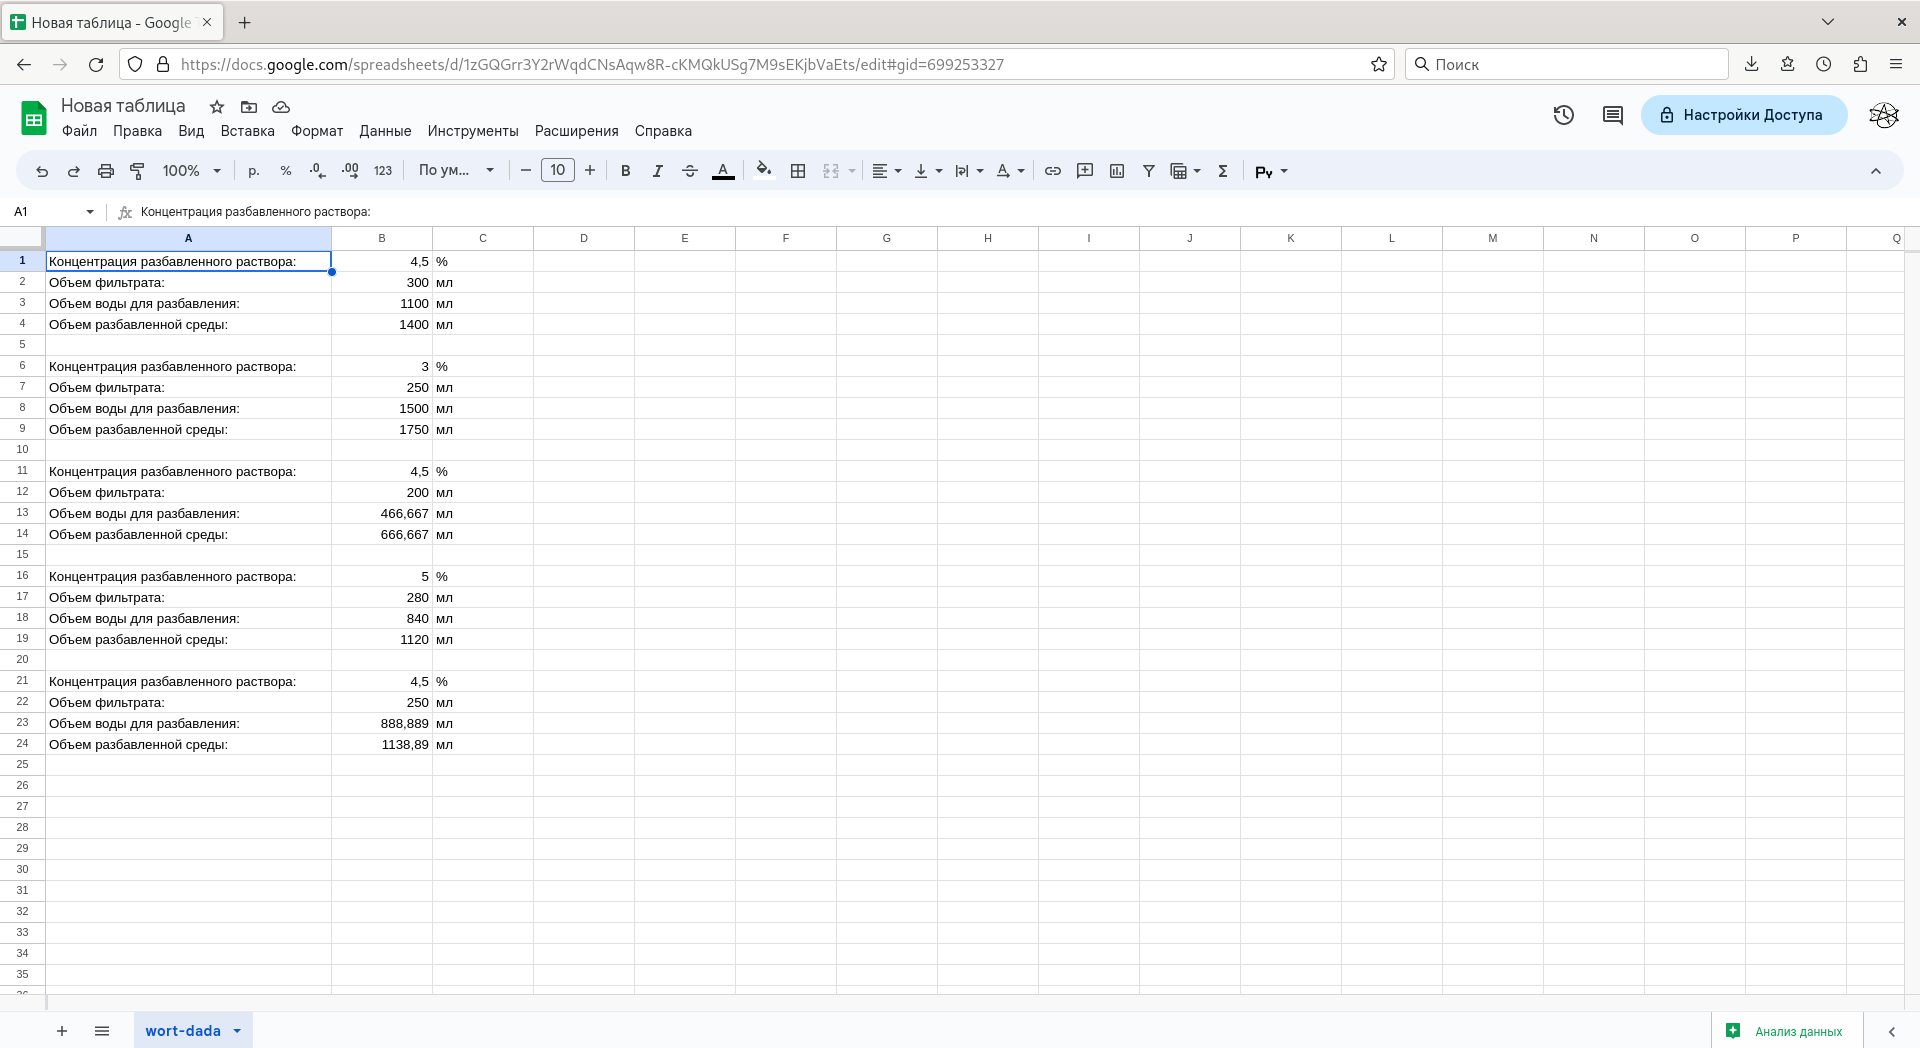 Новая таблица - Google
https://docs.google.com/spreadsheets/d/1zGQGrr3Y2rWqdCNsAqw8R-cKMQkUSg7M9sEKjbVaEts/edit#gid=699253327
Поиск
Новая таблица
Файл Правка Вид Вставка Формат Данные Инструменты Расширения Справка
Настройки Доступа
100% р. % .0 .00 123 По ум... 10 B I A Σ Py
A1 fx Концентрация разбавленного раствора:
A B C D E F G H I J K L M N O P Q
1 Концентрация разбавленного раствора: 4,5 %
2 Объем фильтрата: 300 мл
3 Объем воды для разбавления: 1100 мл
4 Объем разбавленной среды: 1400 мл
5
6 Концентрация разбавленного раствора: 3 %
7 Объем фильтрата: 250 мл
8 Объем воды для разбавления: 1500 мл
9 Объем разбавленной среды: 1750 мл
10
11 Концентрация разбавленного раствора: 4,5 %
12 Объем фильтрата: 200 мл
13 Объем воды для разбавления: 466,667 мл
14 Объем разбавленной среды: 666,667 мл
15
16 Концентрация разбавленного раствора: 5 %
17 Объем фильтрата: 280 мл
18 Объем воды для разбавления: 840 мл
19 Объем разбавленной среды: 1120 мл
20
21 Концентрация разбавленного раствора: 4,5 %
22 Объем фильтрата: 250 мл
23 Объем воды для разбавления: 888,889 мл
24 Объем разбавленной среды: 1138,89 мл
25
26
27
28
29
30
31
32
33
34
35
wort-dada
Анализ данных